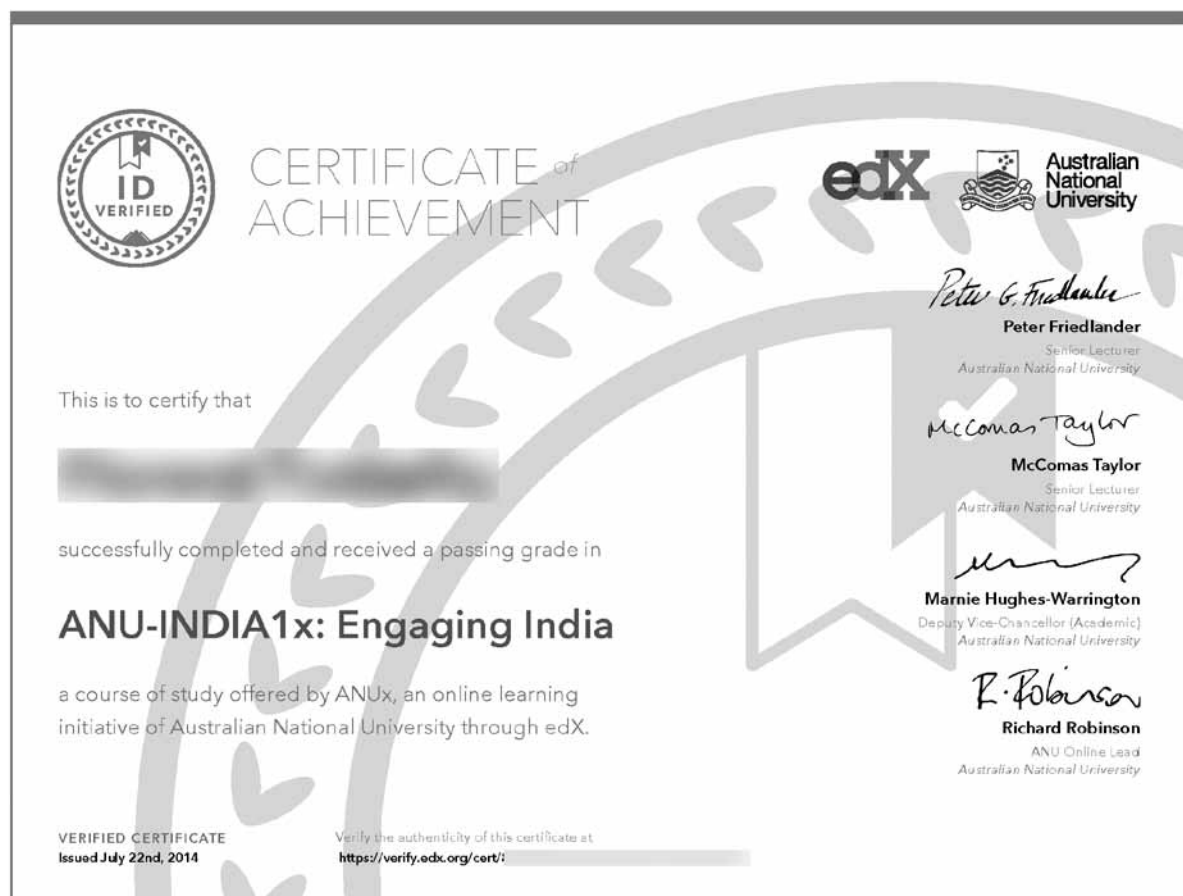 ID
VERIFIED
CERTIFICATE of
ACHIEVEMENT
edX
Australian
National
University
Peter G. Friedlander
Peter Friedlander
Senior Lecturer
Australian National University
This is to certify that
McComas Taylor
McComas Taylor
Senior Lecturer
Australian National University
successfully completed and received a passing grade in
Marnie Hughes-Warrington
Deputy Vice-Chancellor (Academic)
Australian National University
ANU-INDIA1x: Engaging India
a course of study offered by ANUx, an online learning
initiative of Australian National University through edX.
R. Robinson
Richard Robinson
ANU Online Lead
Australian National University
VERIFIED CERTIFICATE
Issued July 22nd, 2014
Verify the authenticity of this certificate at
https://verify.edx.org/cert/